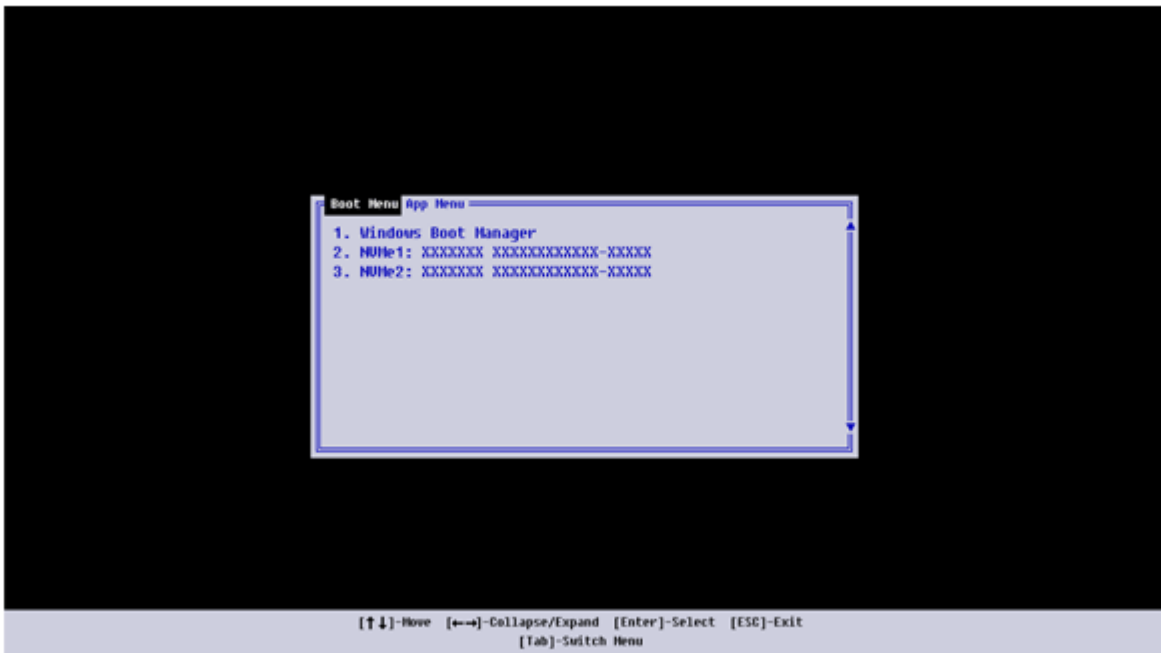 Boot Menu App Menu
1. Windows Boot Manager
2. NVMe1: XXXXXXX XXXXXXXXXXXX-XXXXX
3. NVMe2: XXXXXXX XXXXXXXXXXXX-XXXXX
[↑↓]-Move [←→]-Collapse/Expand [Enter]-Select [ESC]-Exit
[Tab]-Switch Menu